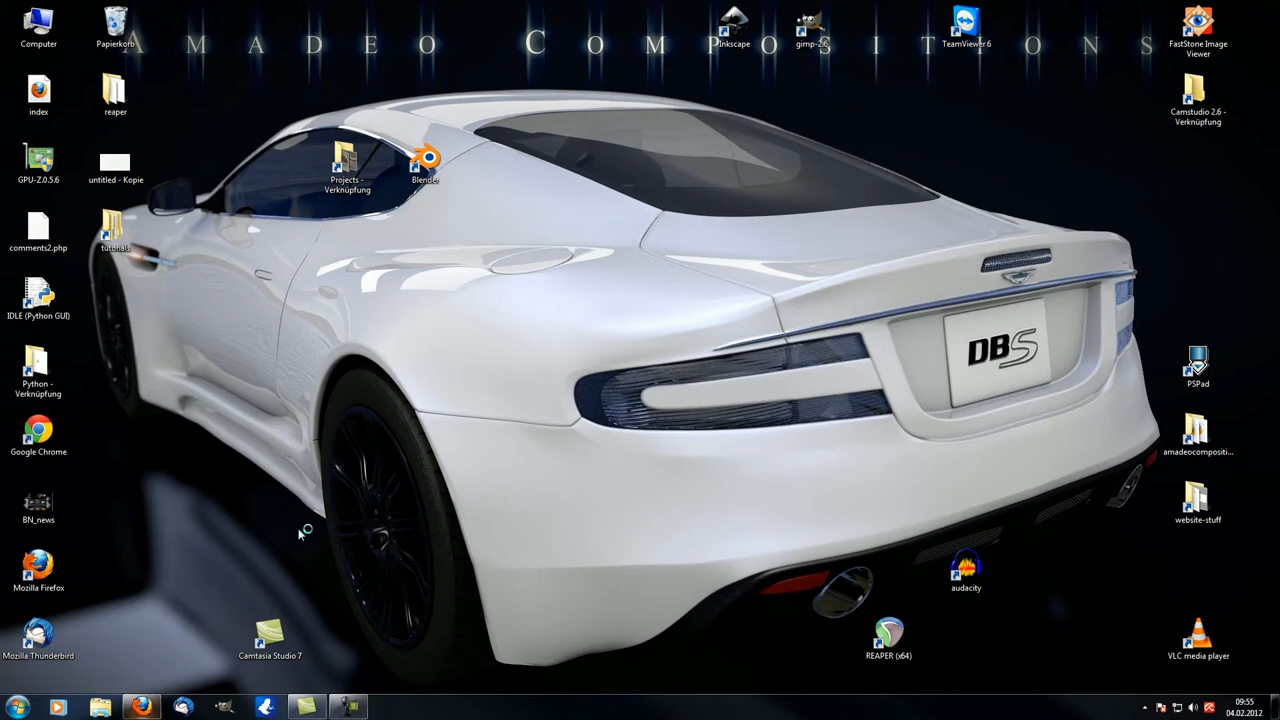 Amadeo Compositions
Computer
Papierkorb
Inkscape
gimp-2.6
TeamViewer 6
FastStone Image
Viewer
index
reaper
Camstudio 2.6 -
Verknüpfung
GPU-Z.0.5.6
untitled - Kopie
Projects -
Verknüpfung
Blender
comments2.php
tutorials
IDLE (Python GUI)
DBS
Python -
Verknüpfung
PSPad
Google Chrome
amadeocompositi...
BN_news
website-stuff
Mozilla Firefox
audacity
Mozilla Thunderbird
Camtasia Studio 7
REAPER (x64)
VLC media player
09:55
04.02.2012